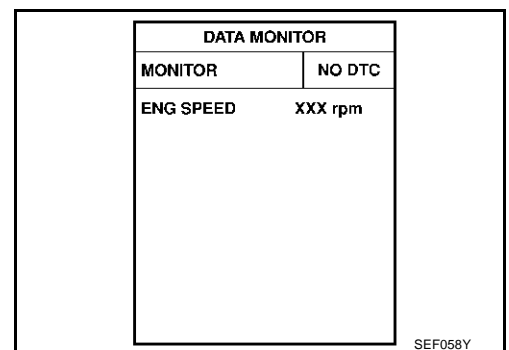 DATA MONITOR
MONITOR NO DTC
ENG SPEED XXX rpm
SEF058Y